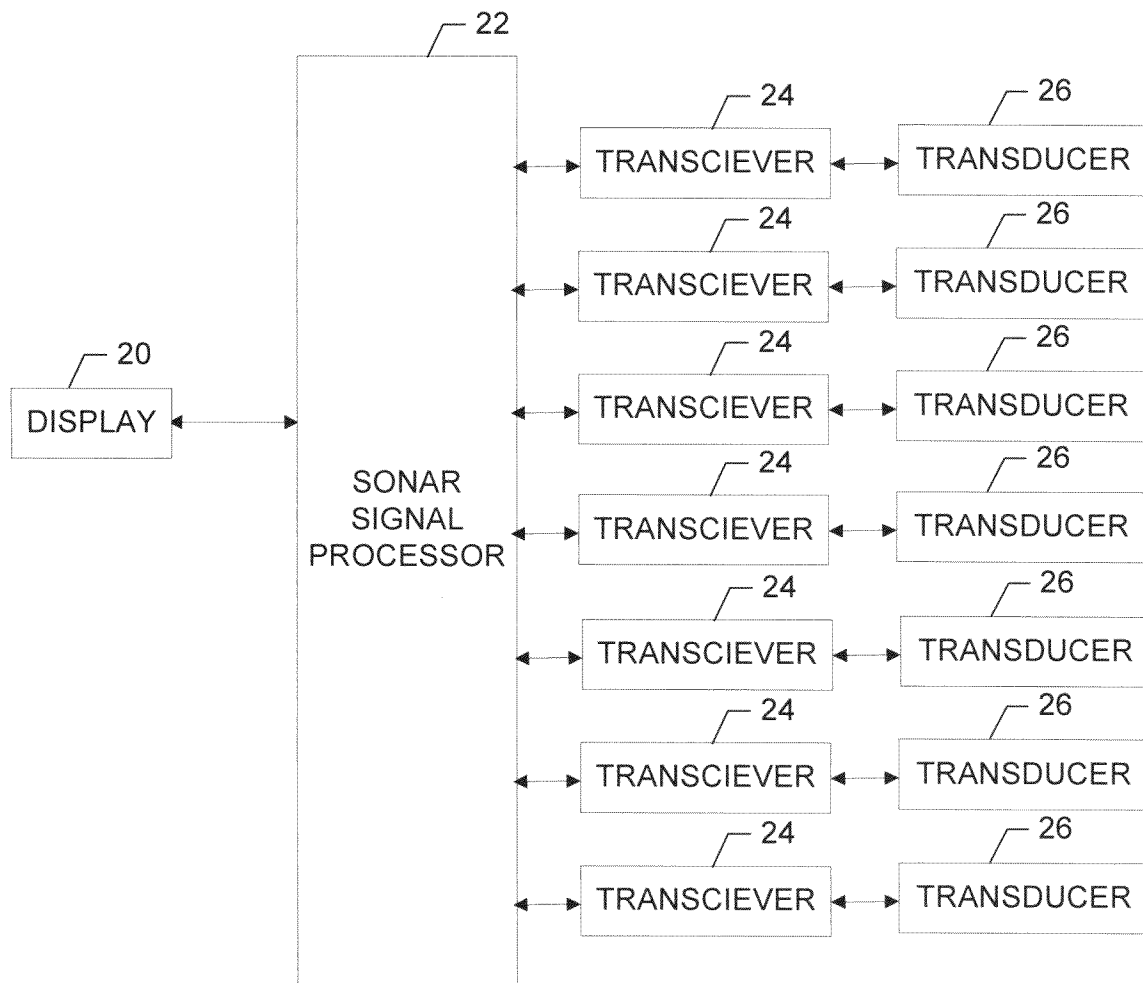 22
24
26
TRANSCIEVER
TRANSDUCER
24
26
TRANSCIEVER
TRANSDUCER
24
26
TRANSCIEVER
TRANSDUCER
20
DISPLAY
24
26
TRANSCIEVER
TRANSDUCER
SONAR
SIGNAL
PROCESSOR
24
26
TRANSCIEVER
TRANSDUCER
24
26
TRANSCIEVER
TRANSDUCER
24
26
TRANSCIEVER
TRANSDUCER